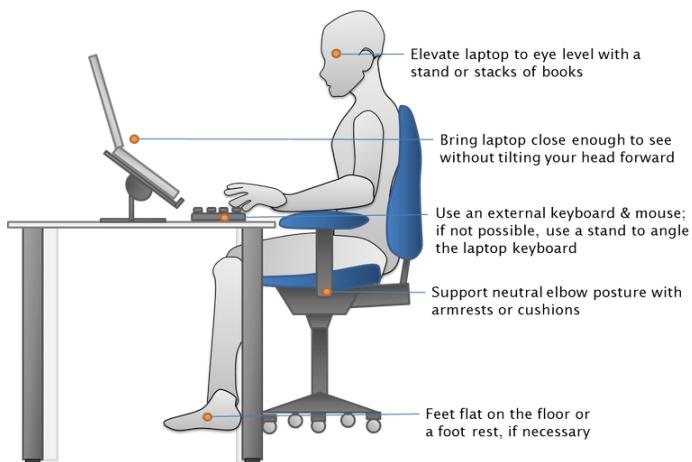 Elevate laptop to eye level with a
stand or stacks of books
Bring laptop close enough to see
without tilting your head forward
Use an external keyboard & mouse;
if not possible, use a stand to angle
the laptop keyboard
Support neutral elbow posture with
armrests or cushions
Feet flat on the floor or
a foot rest, if necessary